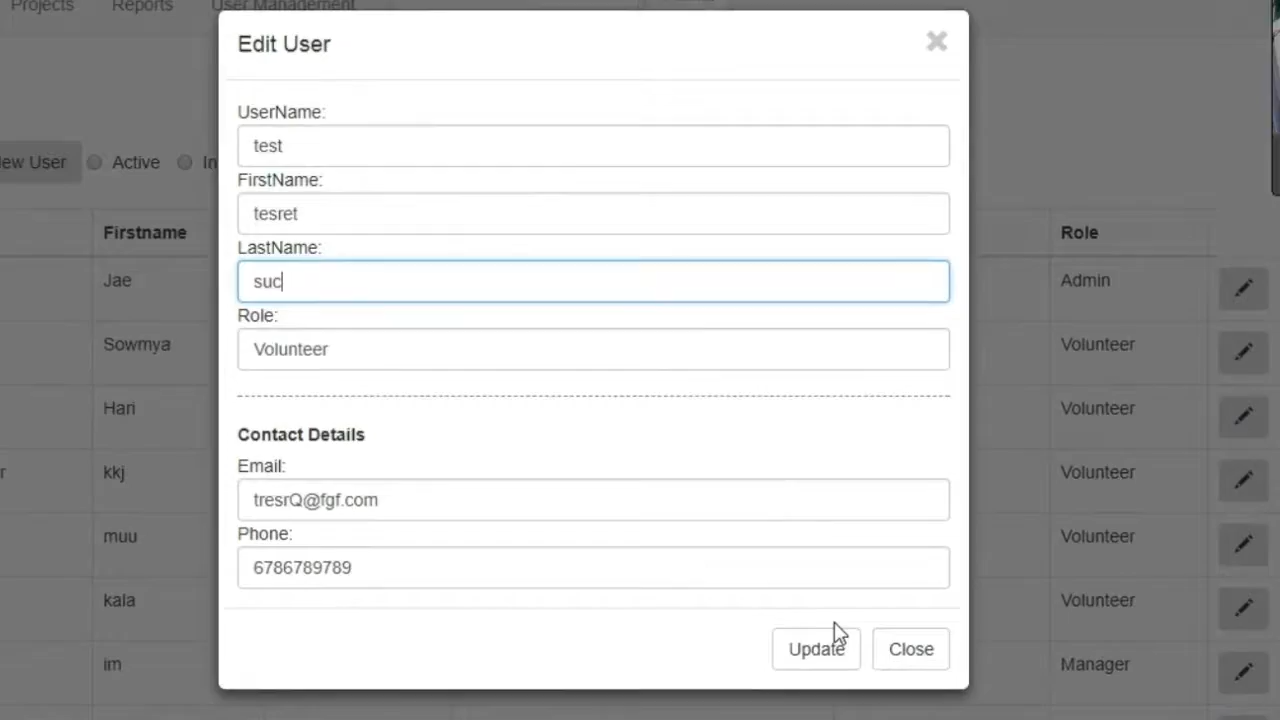 Projects Reports User Management
Edit User
UserName:
test
FirstName:
tesret
LastName:
suc
Role:
Volunteer
Contact Details
Email:
tresrQ@fgf.com
Phone:
6786789789
Update Close
ew User Active In
Firstname Role
Jae Admin
Sowmya Volunteer
Hari Volunteer
r kkj Volunteer
muu Volunteer
kala Volunteer
im Manager